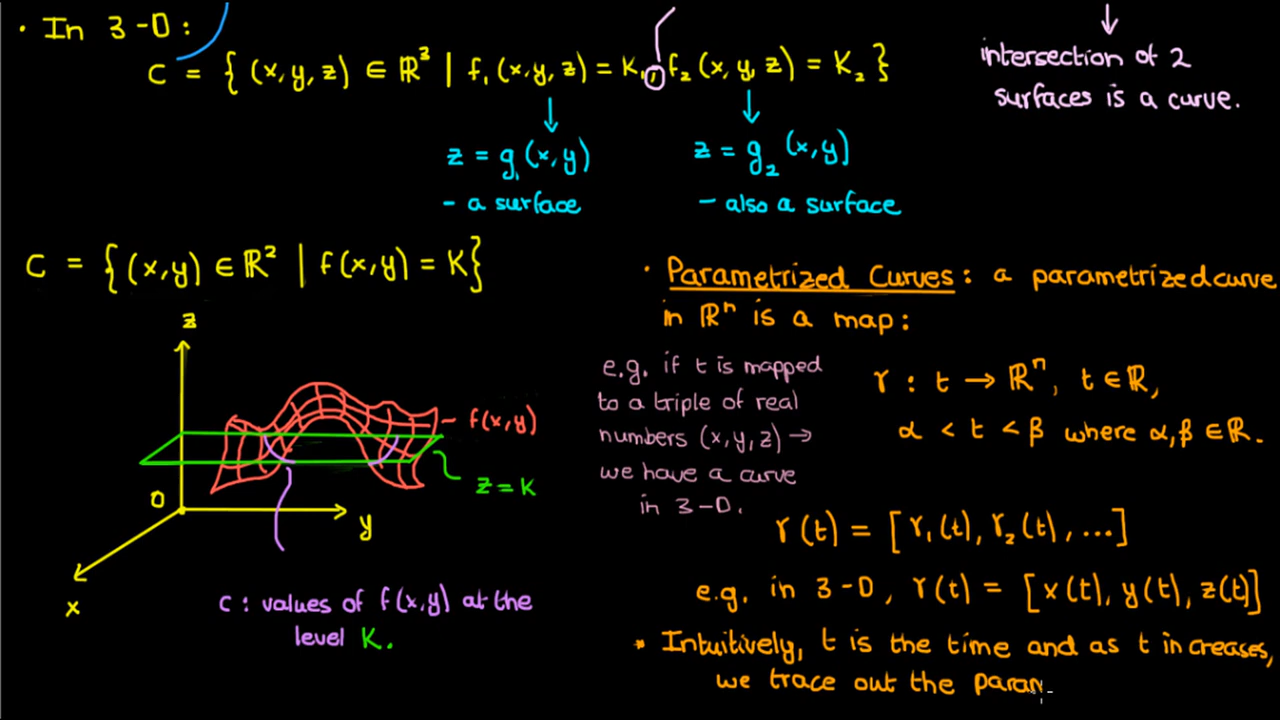 • In 3-D:
C = { (x, y, z) ∈ ℝ³ | f₁(x, y, z) = K₁, f₂(x, y, z) = K₂ }
↓
intersection of 2
surfaces is a curve.
↓ ↓
z = g₁(x, y) z = g₂(x, y)
- a surface - also a surface
C = {(x, y) ∈ ℝ² | f(x, y) = K}
z
f(x, y)
z = K
O
y
x
C : values of f(x, y) at the
level K.
• Parametrized Curves: a parametrized curve
in ℝⁿ is a map:
e.g. if t is mapped
to a triple of real
numbers (x, y, z) →
we have a curve
in 3-D.
γ : t → ℝⁿ, t ∈ ℝ,
α < t < β where α, β ∈ ℝ.
γ(t) = [γ₁(t), γ₂(t), ...]
e.g. in 3-D, γ(t) = [x(t), y(t), z(t)]
* Intuitively, t is the time and as t increases,
we trace out the param